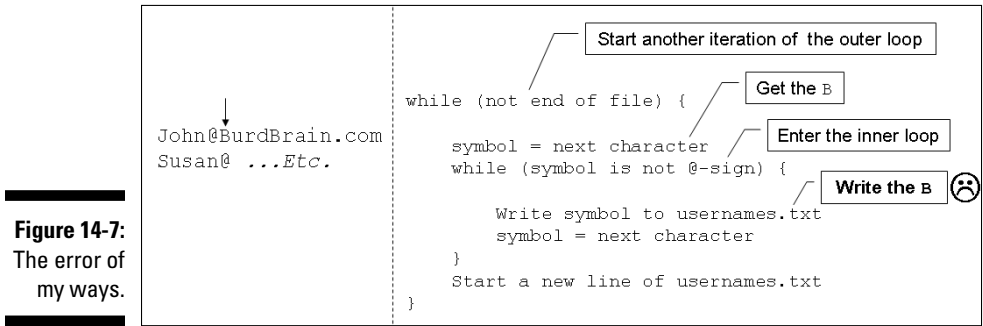 Start another iteration of the outer loop
while (not end of file) {
Get the B
John@BurdBrain.com
symbol = next character
Enter the inner loop
Susan@ ...Etc.
while (symbol is not @-sign) {
Write the B
Write symbol to usernames.txt
symbol = next character
}
Start a new line of usernames.txt
}
Figure 14-7:
The error of
my ways.